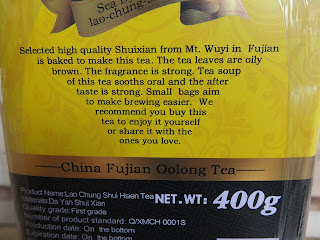 Sea
lao-chung-
Selected high quality Shuixian from Mt. Wuyi in Fujian
is baked to make this tea. The tea leaves are oily
brown. The fragrance is strong. Tea soup
of this tea sooths oral and the after
taste is strong. Small bags aim
to make brewing easier. We
recommend you buy this
tea to enjoy it yourself
or share it with the
ones you love.
China Fujian Oolong Tea
Product Name:Lao Chung Shui Hsien Tea
Materials:Da Yan Shui Xian
NET.WT: 400g
Quality grade:First grade
Number of product standard: Q/XMCH 0001S
Production date: On the bottom
Expiration date: On the bottom